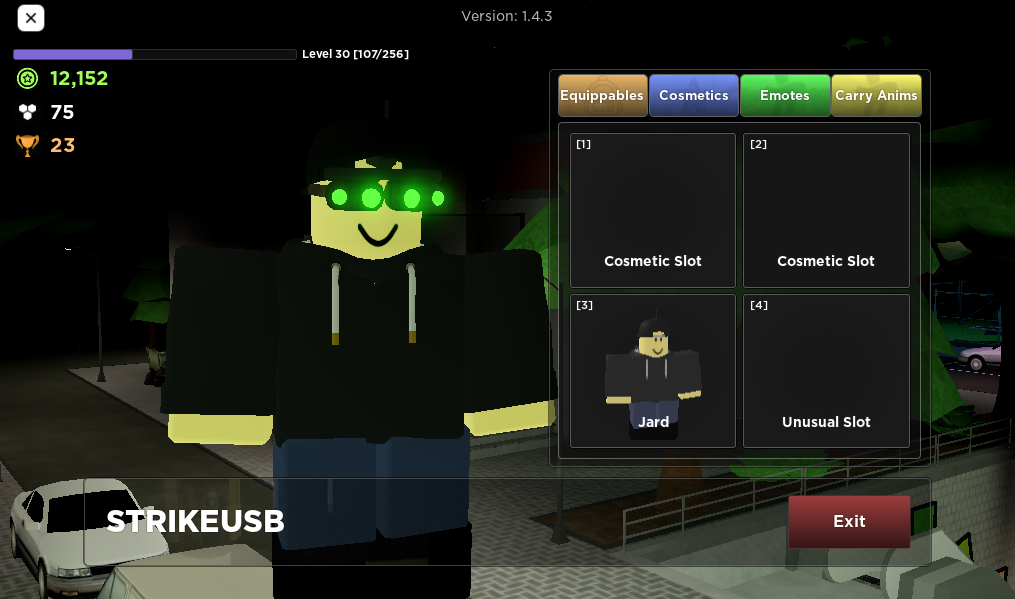 Version: 1.4.3
Level 30 [107/256]
12,152
75
23
Equippables
Cosmetics
Emotes
Carry Anims
[1]
Cosmetic Slot
[2]
Cosmetic Slot
[3]
Jard
[4]
Unusual Slot
STRIKEUSB
Exit